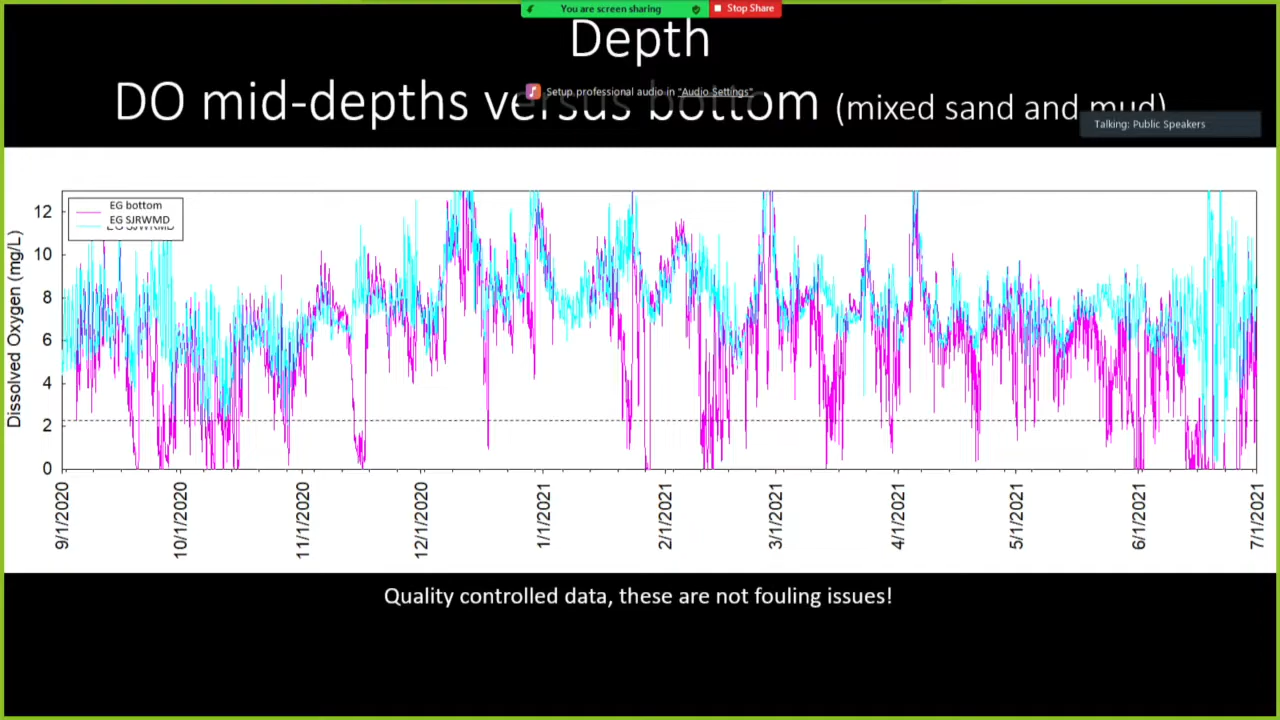 You are screen sharing
Stop Share
Depth
Setup professional audio in "Audio Settings"
DO mid-depths versus bottom (mixed sand and mud)
Talking: Public Speakers
EG bottom
EG SJRWMD
Dissolved Oxygen (mg/L)
12
10
8
6
4
2
0
9/1/2020
10/1/2020
11/1/2020
12/1/2020
1/1/2021
2/1/2021
3/1/2021
4/1/2021
5/1/2021
6/1/2021
7/1/2021
Quality controlled data, these are not fouling issues!